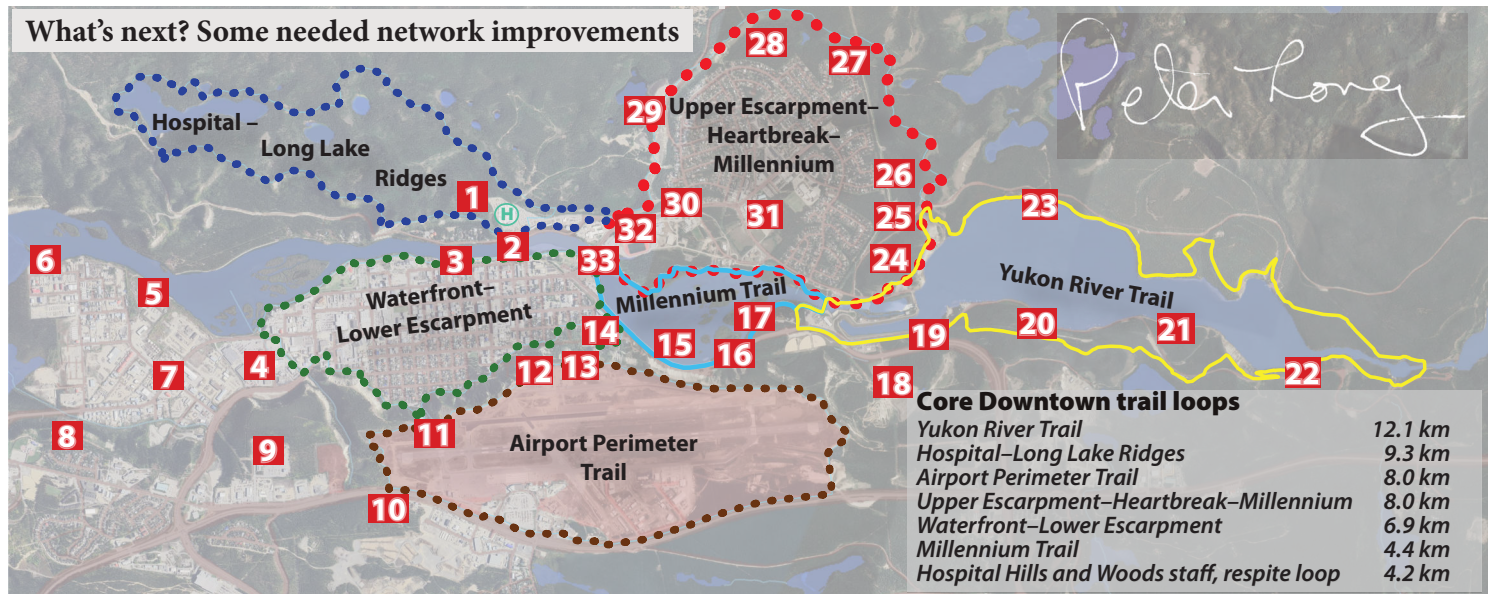 What's next? Some needed network improvements
Peter Long
28
27
29
Upper Escarpment–
Heartbreak–
Millennium
Hospital –
Long Lake
Ridges
1
H
26
30
31
25
23
32
2
3
33
24
6
5
Yukon River Trail
Waterfront–
Lower Escarpment
Millennium Trail
14
17
15
16
19
20
21
4
7
12
13
18
22
11
8
9
10
Airport Perimeter
Trail
Core Downtown trail loops
Yukon River Trail 12.1 km
Hospital–Long Lake Ridges 9.3 km
Airport Perimeter Trail 8.0 km
Upper Escarpment–Heartbreak–Millennium 8.0 km
Waterfront–Lower Escarpment 6.9 km
Millennium Trail 4.4 km
Hospital Hills and Woods staff, respite loop 4.2 km